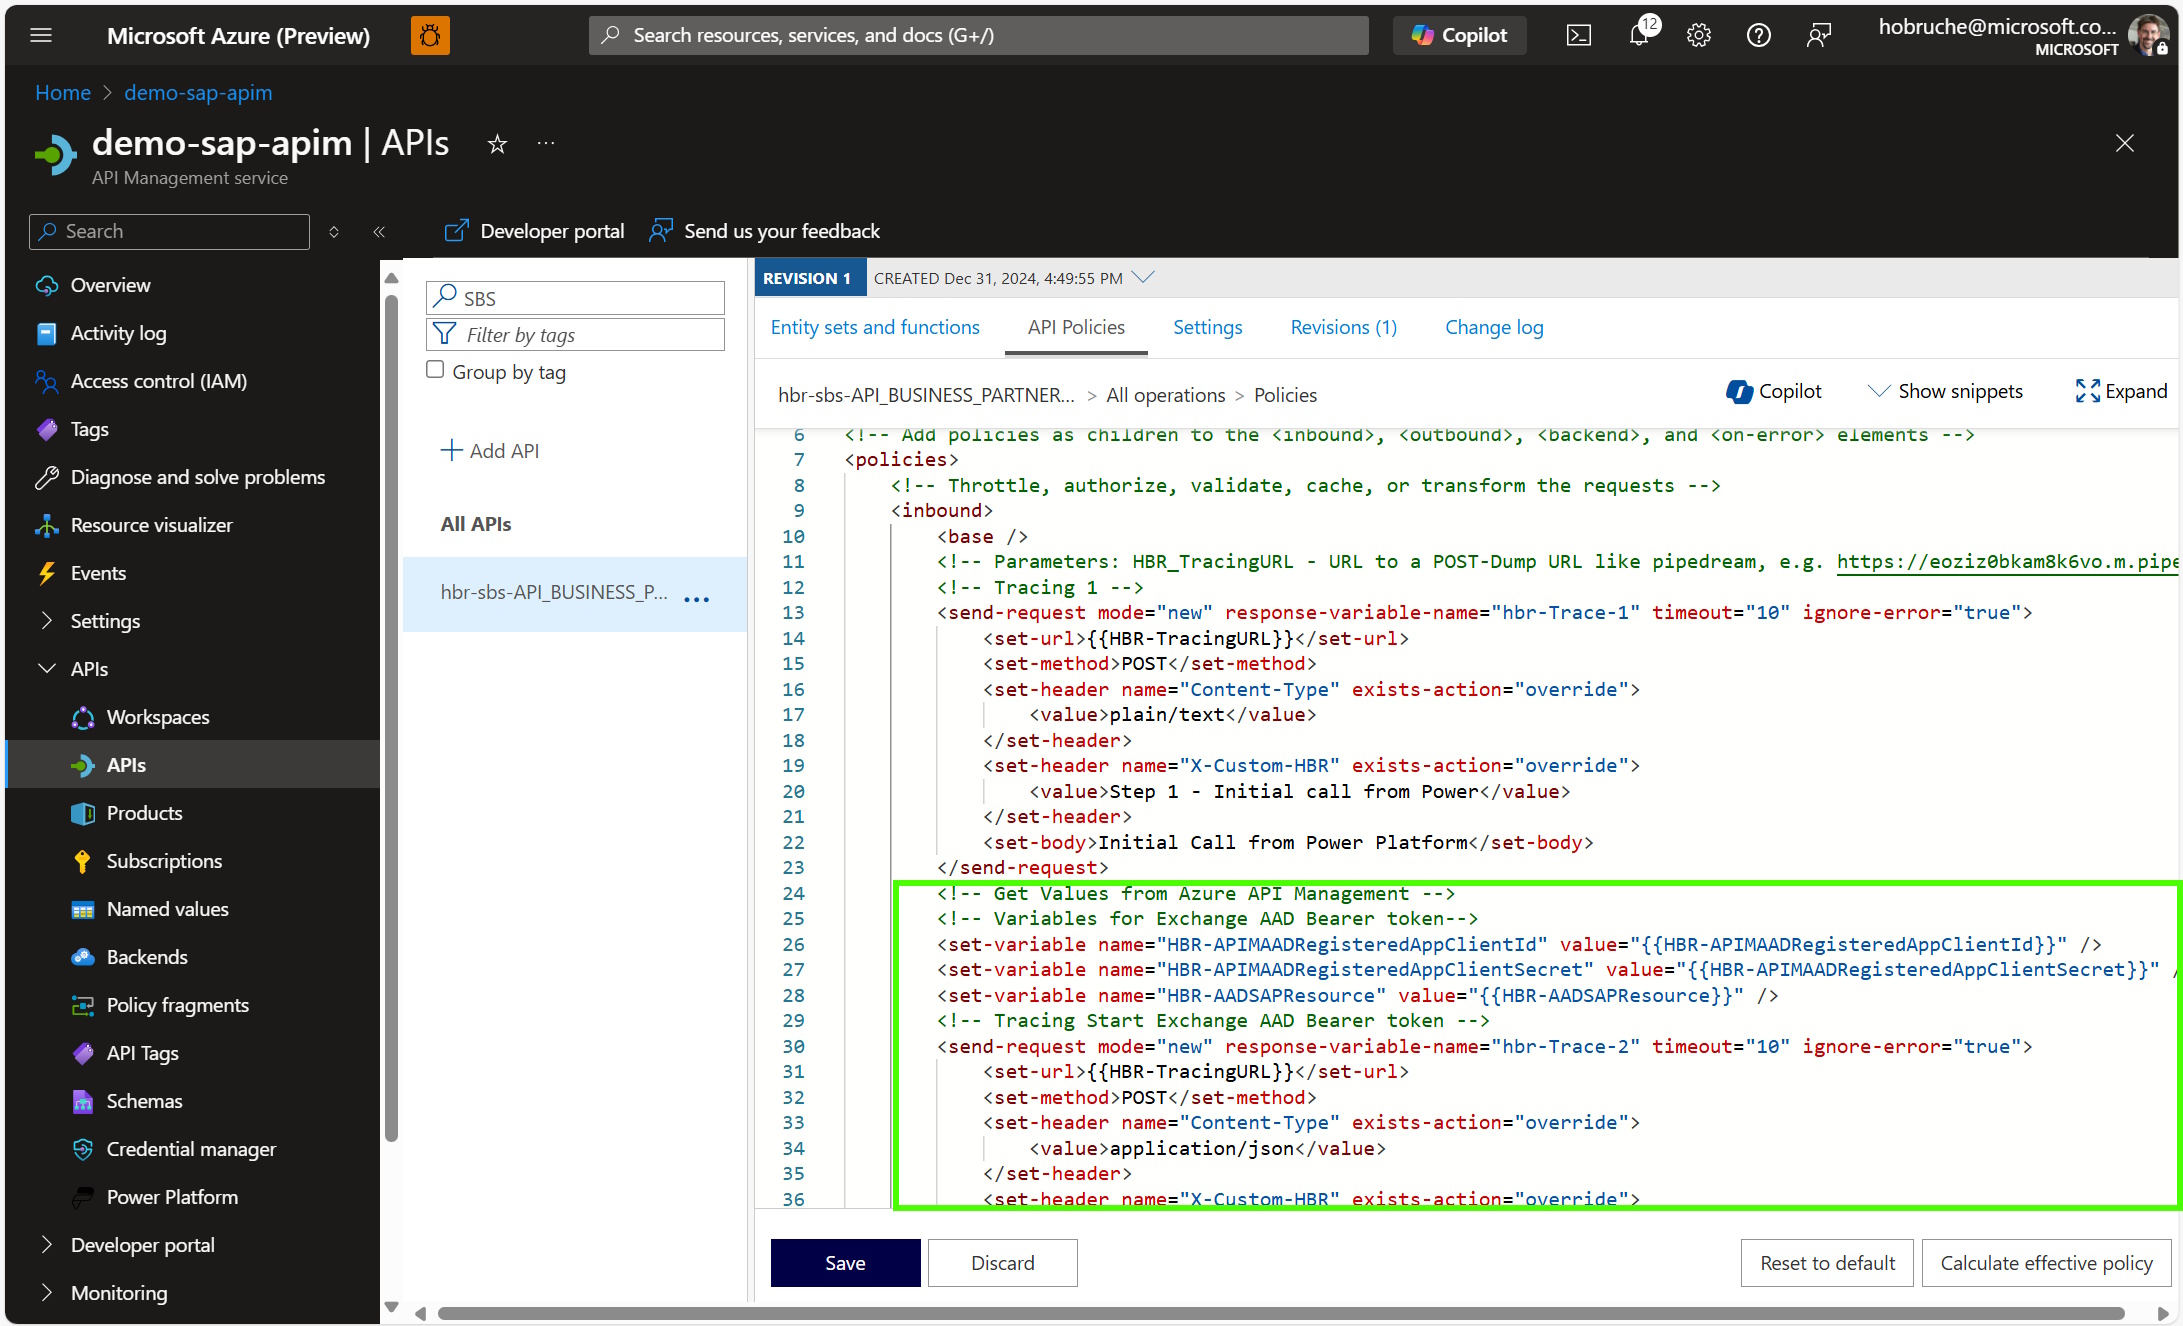 Microsoft Azure (Preview)
Search resources, services, and docs (G+/)
Copilot
12
hobruche@microsoft.co...
MICROSOFT
Home > demo-sap-apim
demo-sap-apim | APIs
API Management service
Search
Developer portal
Send us your feedback
Overview
Activity log
Access control (IAM)
Tags
Diagnose and solve problems
Resource visualizer
Events
Settings
APIs
Workspaces
APIs
Products
Subscriptions
Named values
Backends
Policy fragments
API Tags
Schemas
Credential manager
Power Platform
Developer portal
Monitoring
SBS
Filter by tags
Group by tag
+ Add API
All APIs
hbr-sbs-API_BUSINESS_P...
REVISION 1
CREATED Dec 31, 2024, 4:49:55 PM
Entity sets and functions
API Policies
Settings
Revisions (1)
Change log
hbr-sbs-API_BUSINESS_PARTNER... > All operations > Policies
Copilot
Show snippets
Expand
6 <!-- Add policies as children to the <inbound>, <outbound>, <backend>, and <on-error> elements -->
7 <policies>
8 <!-- Throttle, authorize, validate, cache, or transform the requests -->
9 <inbound>
10 <base />
11 <!-- Parameters: HBR_TracingURL - URL to a POST-Dump URL like pipedream, e.g. https://eoziz0bkam8k6vo.m.pipe
12 <!-- Tracing 1 -->
13 <send-request mode="new" response-variable-name="hbr-Trace-1" timeout="10" ignore-error="true">
14 <set-url>{{HBR-TracingURL}}</set-url>
15 <set-method>POST</set-method>
16 <set-header name="Content-Type" exists-action="override">
17 <value>plain/text</value>
18 </set-header>
19 <set-header name="X-Custom-HBR" exists-action="override">
20 <value>Step 1 - Initial call from Power</value>
21 </set-header>
22 <set-body>Initial Call from Power Platform</set-body>
23 </send-request>
24 <!-- Get Values from Azure API Management -->
25 <!-- Variables for Exchange AAD Bearer token-->
26 <set-variable name="HBR-APIMAADRegisteredAppClientId" value="{{HBR-APIMAADRegisteredAppClientId}}" />
27 <set-variable name="HBR-APIMAADRegisteredAppClientSecret" value="{{HBR-APIMAADRegisteredAppClientSecret}}" /
28 <set-variable name="HBR-AADSAPResource" value="{{HBR-AADSAPResource}}" />
29 <!-- Tracing Start Exchange AAD Bearer token -->
30 <send-request mode="new" response-variable-name="hbr-Trace-2" timeout="10" ignore-error="true">
31 <set-url>{{HBR-TracingURL}}</set-url>
32 <set-method>POST</set-method>
33 <set-header name="Content-Type" exists-action="override">
34 <value>application/json</value>
35 </set-header>
36 <set-header name="X-Custom-HBR" exists-action="override">
Save
Discard
Reset to default
Calculate effective policy